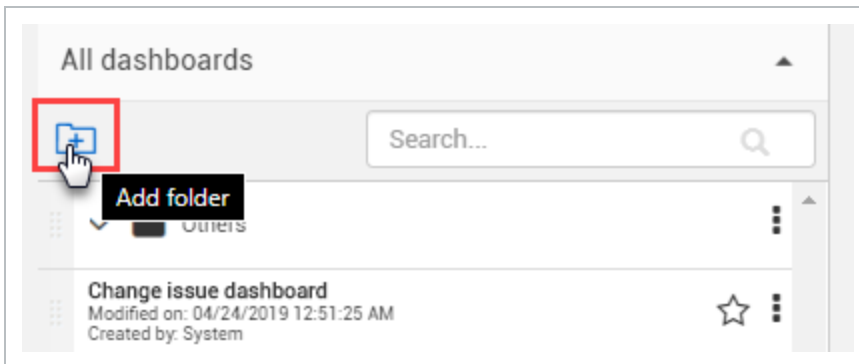 All dashboards
Search...
Add folder
Others
Change issue dashboard
Modified on: 04/24/2019 12:51:25 AM
Created by: System